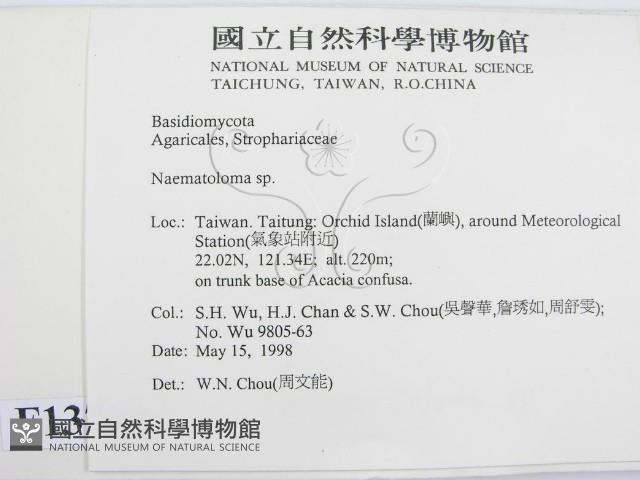 國立自然科學博物館
NATIONAL MUSEUM OF NATURAL SCIENCE
TAICHUNG, TAIWAN, R.O.CHINA
Basidiomycota
Agaricales, Strophariaceae
Naematoloma sp.
Loc.: Taiwan. Taitung: Orchid Island(蘭嶼), around Meteorological
Station(氣象站附近)
22.02N, 121.34E; alt. 220m;
on trunk base of Acacia confusa.
Col.: S.H. Wu, H.J. Chan & S.W. Chou(吳聲華,詹琇如,周舒雯);
No. Wu 9805-63
Date: May 15, 1998
Det.: W.N. Chou(周文能)
國立自然科學博物館
NATIONAL MUSEUM OF NATURAL SCIENCE